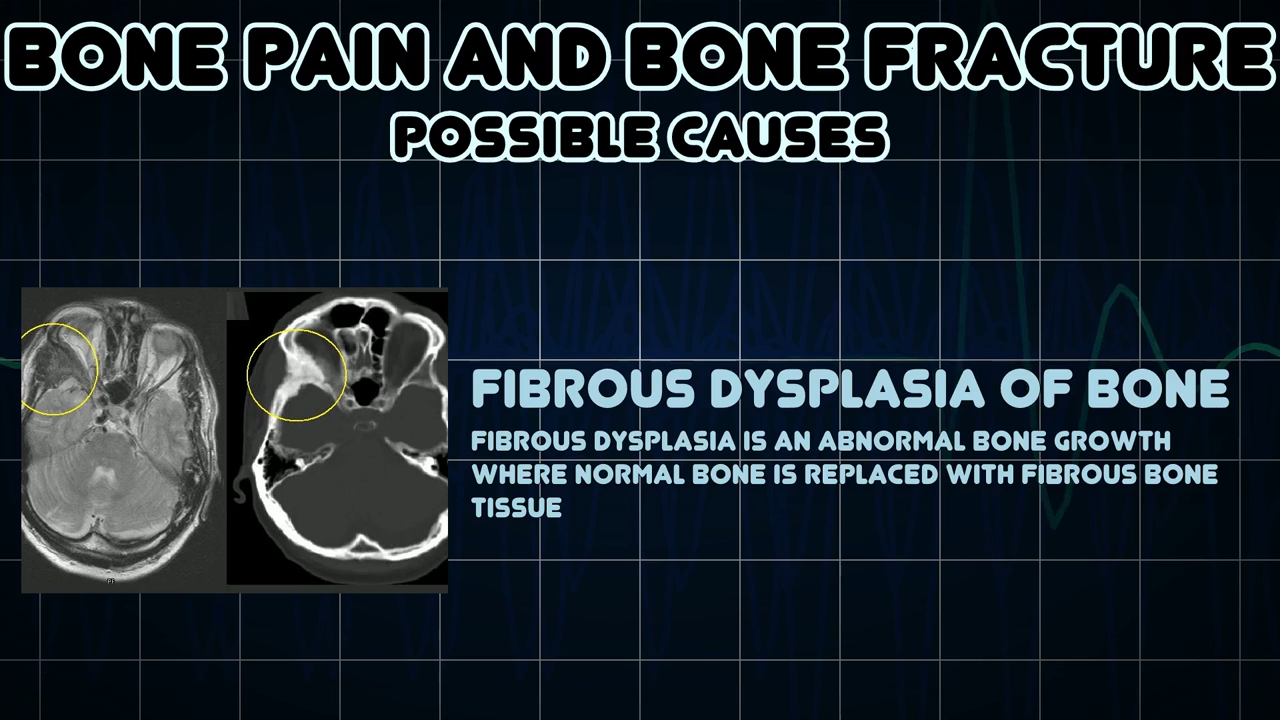 BONE PAIN AND BONE FRACTURE
POSSIBLE CAUSES
FIBROUS DYSPLASIA OF BONE
FIBROUS DYSPLASIA IS AN ABNORMAL BONE GROWTH
WHERE NORMAL BONE IS REPLACED WITH FIBROUS BONE
TISSUE